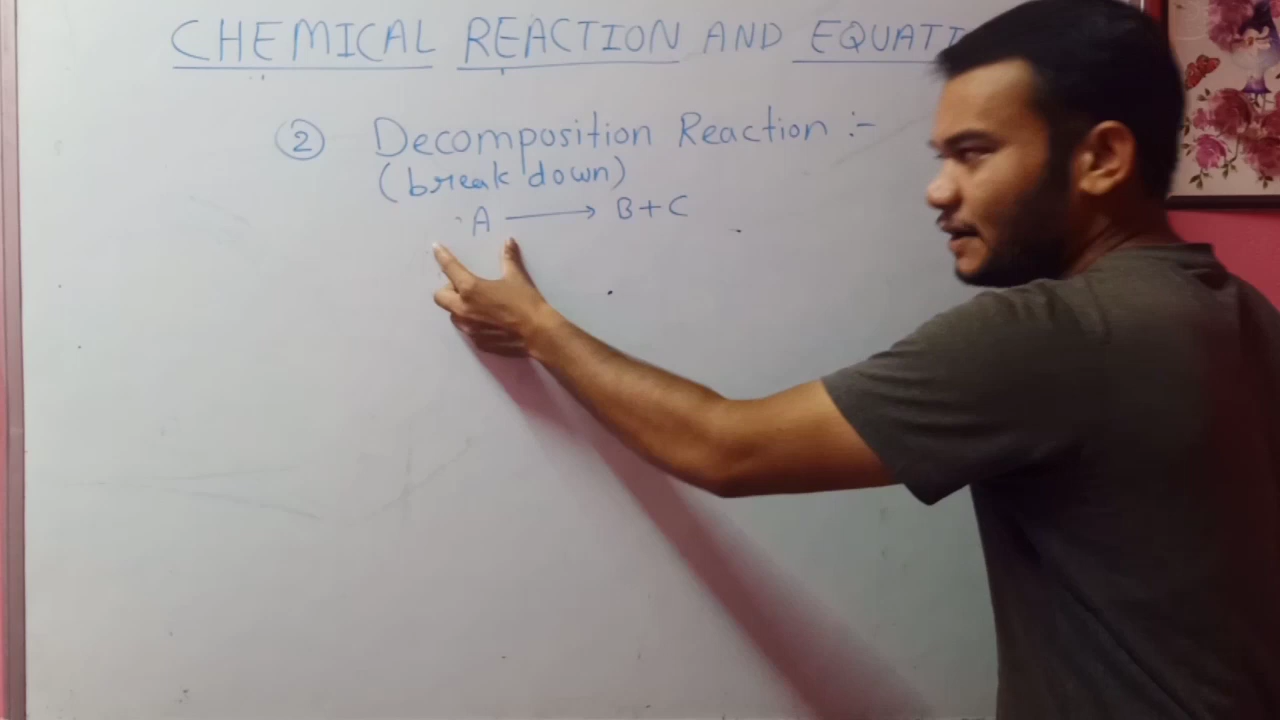 CHEMICAL REACTION AND EQUATI
② Decomposition Reaction :-
(break down)
A ⟶ B+C